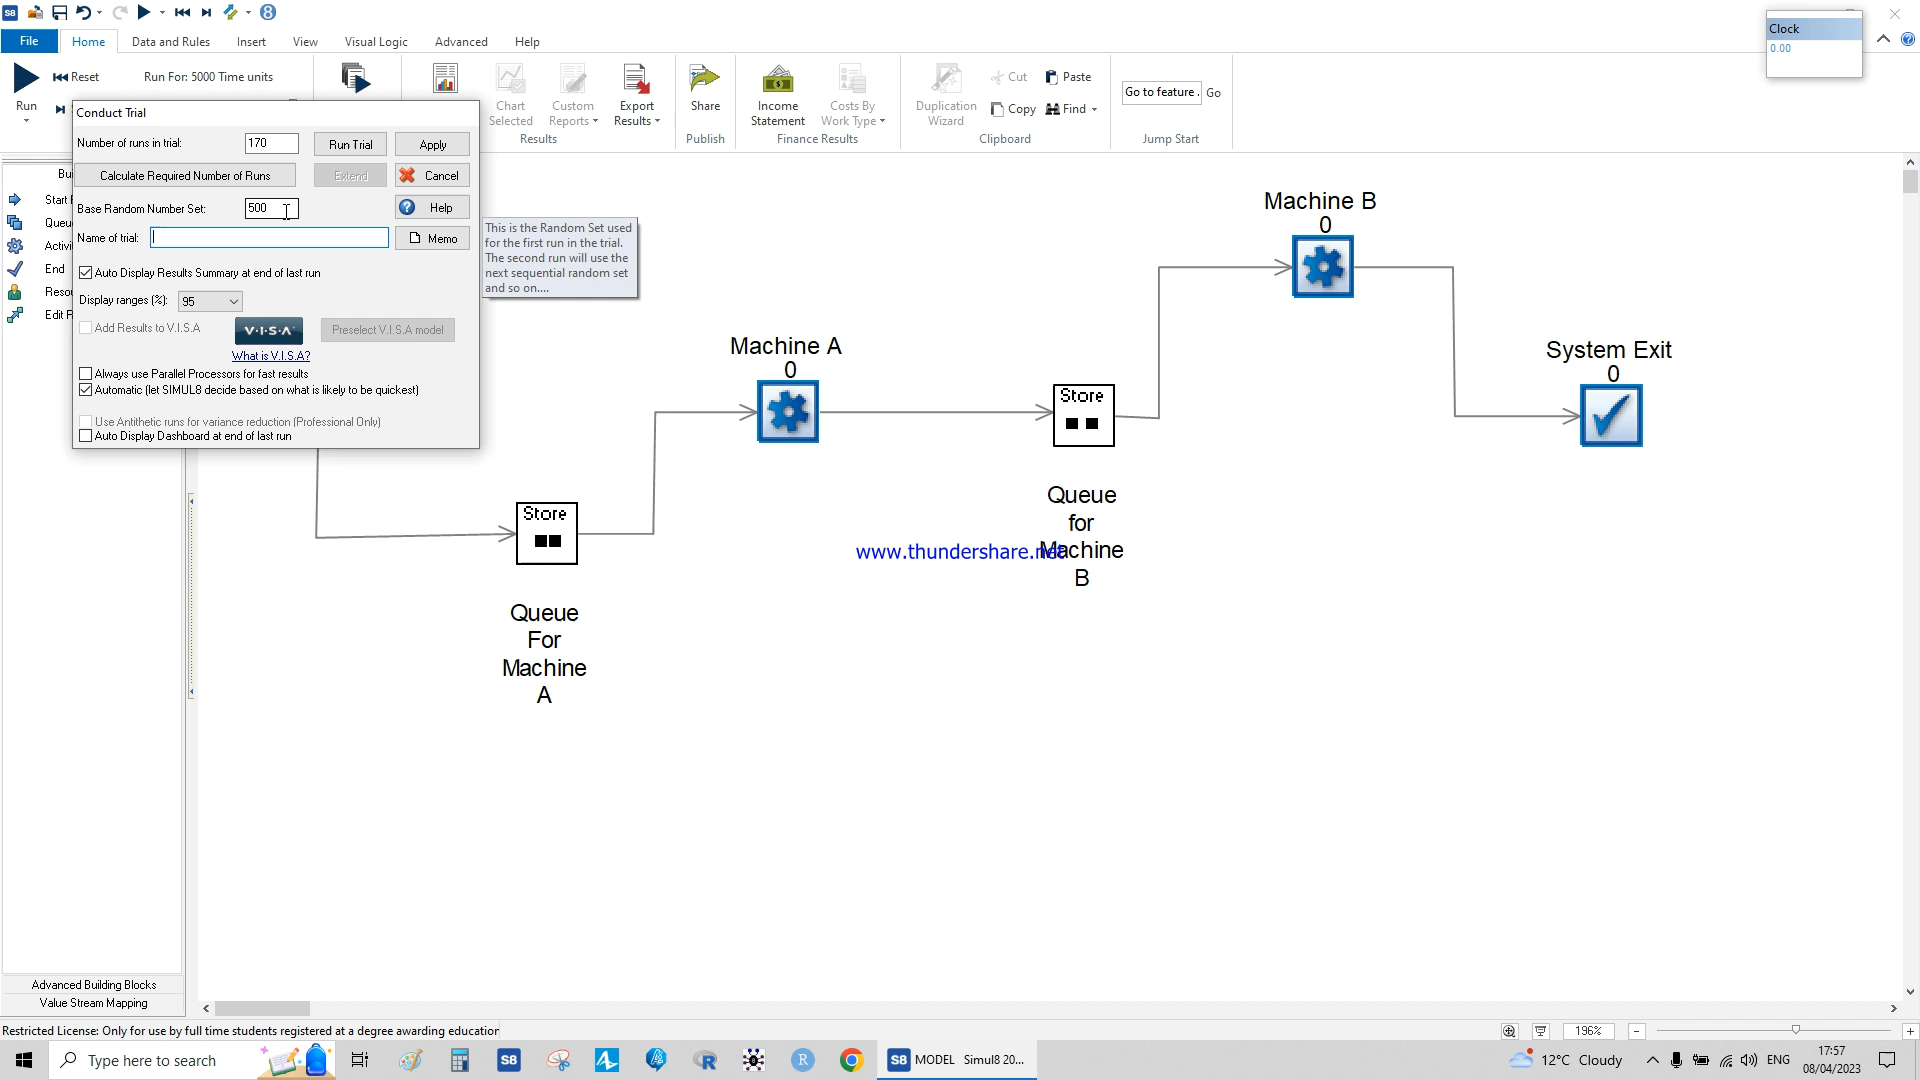 S8
File
Home
Data and Rules
Insert
View
Visual Logic
Advanced
Help
Clock
0.00
Run
Reset
Run For: 5000 Time units
Chart
Selected
Custom
Reports
Export
Results
Results
Share
Publish
Income
Statement
Costs By
Work Type
Finance Results
Duplication
Wizard
Cut
Copy
Paste
Find
Clipboard
Go to feature .
Go
Jump Start
Conduct Trial
Number of runs in trial:
170
Run Trial
Apply
Calculate Required Number of Runs
Extend
Cancel
Base Random Number Set:
500
Help
Name of trial:
Memo
Auto Display Results Summary at end of last run
Display ranges (%):
95
Add Results to V.I.S.A
V·I·S·A
Preselect V.I.S.A model
What is V.I.S.A?
Always use Parallel Processors for fast results
Automatic (let SIMUL8 decide based on what is likely to be quickest)
Use Antithetic runs for variance reduction (Professional Only)
Auto Display Dashboard at end of last run
This is the Random Set used
for the first run in the trial.
The second run will use the
next sequential random set
and so on....
End
Machine A
0
Machine B
0
System Exit
0
Store
Store
Queue
For
Machine
A
Queue
for
Machine
B
www.thundershare.net
Advanced Building Blocks
Value Stream Mapping
Restricted License: Only for use by full time students registered at a degree awarding
196%
Type here to search
S8
R
S8 MODEL Simul8 20...
12°C Cloudy
ENG
17:57
08/04/2023